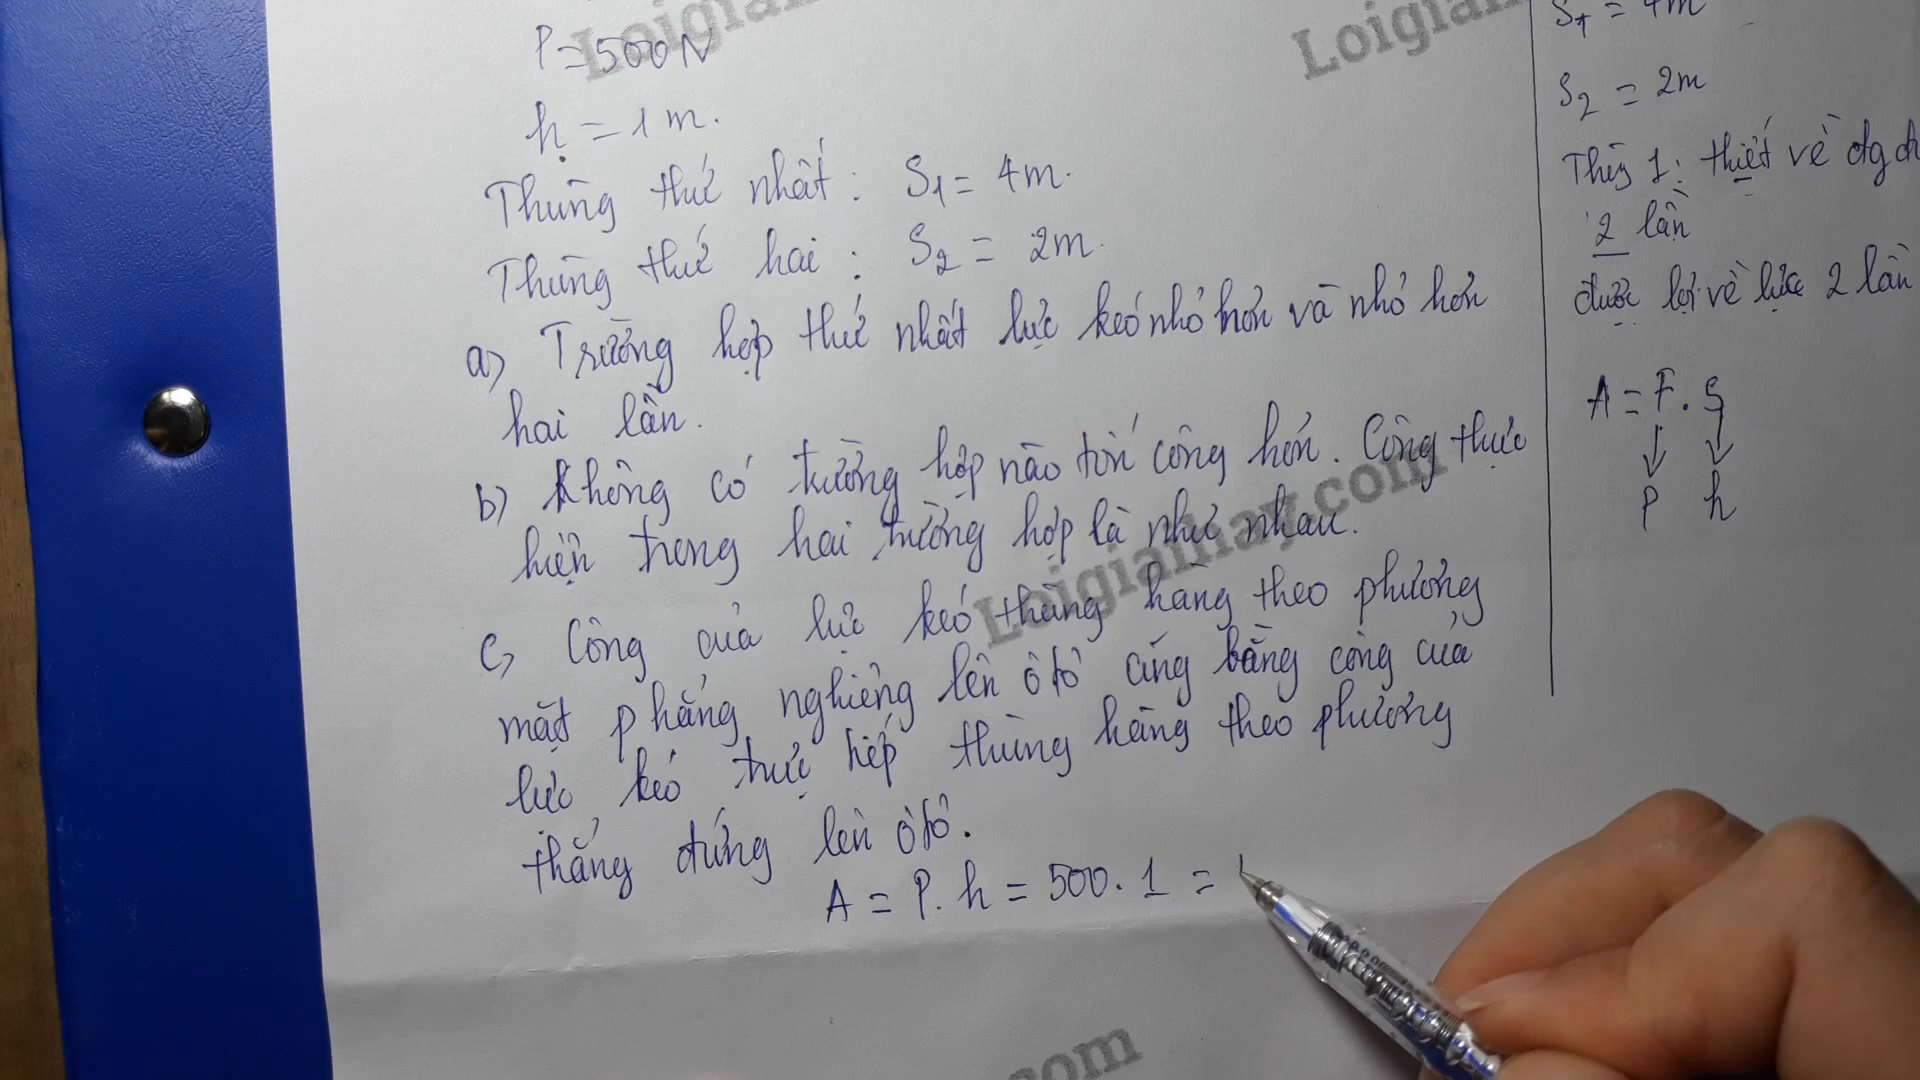 P = 500N
h = 1m.
Thùng thứ nhất: S1 = 4m.
Thùng thứ hai: S2 = 2m.
a) Trường hợp thứ nhất lực kéo nhỏ hơn và nhỏ hơn
hai lần.
b) Không có trường hợp nào tốn công hơn. Công thực
hiện trong hai trường hợp là như nhau.
c) Công của lực kéo thùng hàng theo phương
mặt phẳng nghiêng lên ôtô cũng bằng công của
lực kéo trực tiếp thùng hàng theo phương
thẳng đứng lên ôtô.
A = P.h = 500.1 =
S1 = 4m
S2 = 2m
1: thiệt về đg đi
2 lần
được lợi về lực 2 lần
A = F.S
↓ ↓
P h
Loigiaihay.com